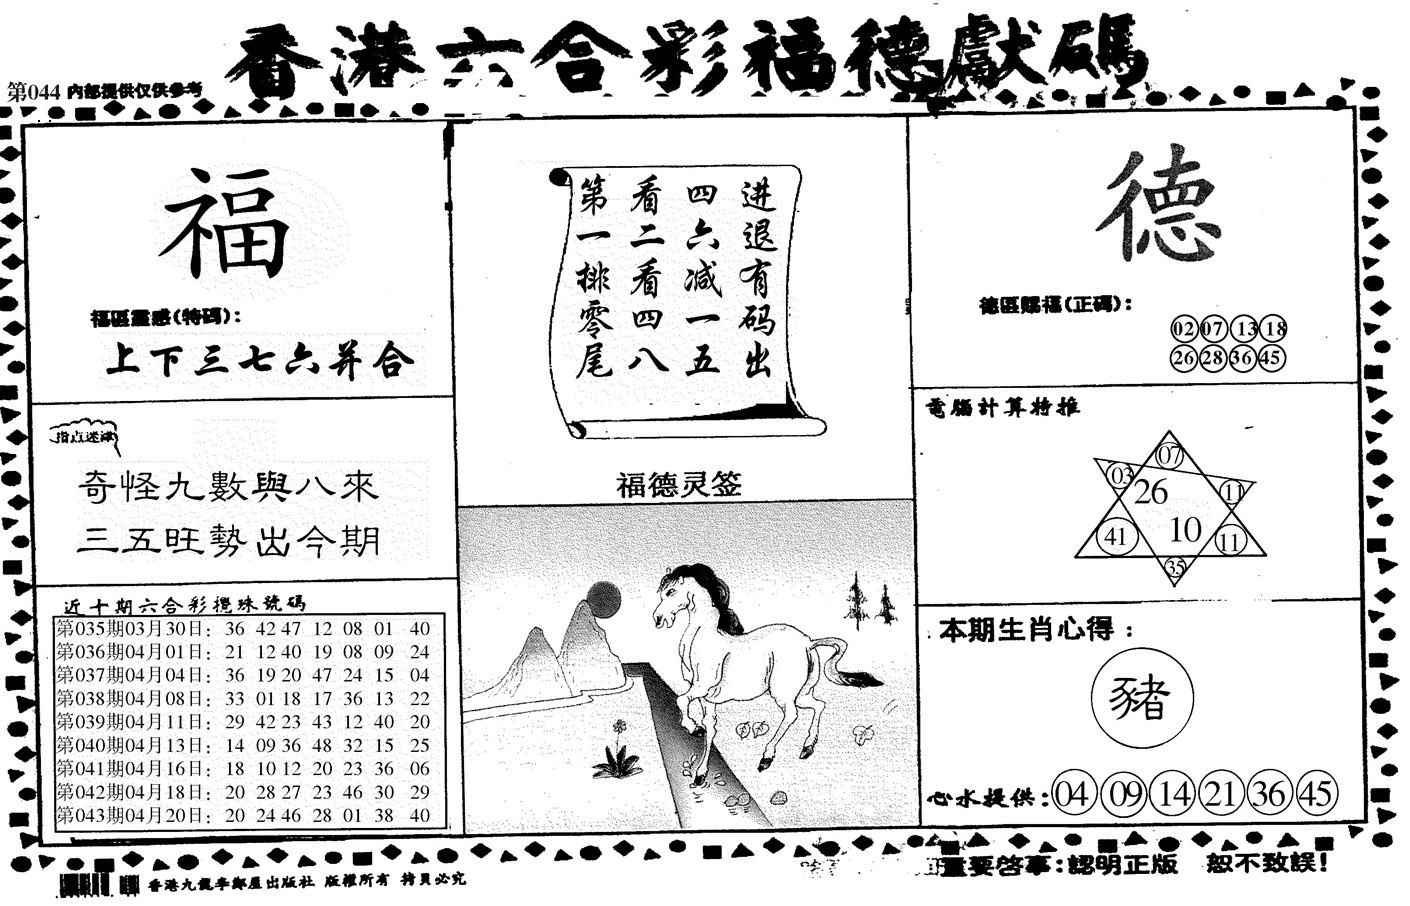 香港六合彩福德獻碼
第044 内部提供仅供参考
福
福區靈感(特碼):
上下三七六并合
指点迷津
奇怪九數與八來
三五旺勢出今期
近十期六合彩攪珠號碼
第035期03月30日: 36 42 47 12 08 01 40
第036期04月01日: 21 12 40 19 08 09 24
第037期04月04日: 36 19 20 47 24 15 04
第038期04月08日: 33 01 18 17 36 13 22
第039期04月11日: 29 42 23 43 12 40 20
第040期04月13日: 14 09 36 48 32 15 25
第041期04月16日: 18 10 12 20 23 36 06
第042期04月18日: 20 28 27 23 46 30 29
第043期04月20日: 20 24 46 28 01 38 40
进退有码出
四六减一五
看二看四八
第一排零尾
福德灵签
德
德區賜福(正碼):
02 07 13 18
26 28 36 45
電腦計算特推
07
03 26 11
41 10 11
35
本期生肖心得:
豬
心水提供: 04 09 14 21 36 45
香港九龍李鄭屋出版社 版權所有 拷貝必究
重要啓事:認明正版 恕不致誤!